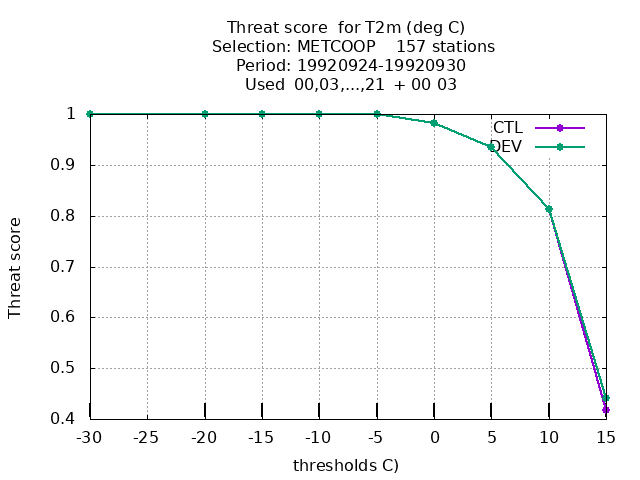 Threat score for T2m (deg C)
Selection: METCOOP 157 stations
Period: 19920924-19920930
Used 00,03,...,21 + 00 03
CTL
DEV
Threat score
1
0.9
0.8
0.7
0.6
0.5
0.4
-30 -25 -20 -15 -10 -5 0 5 10 15
thresholds C)